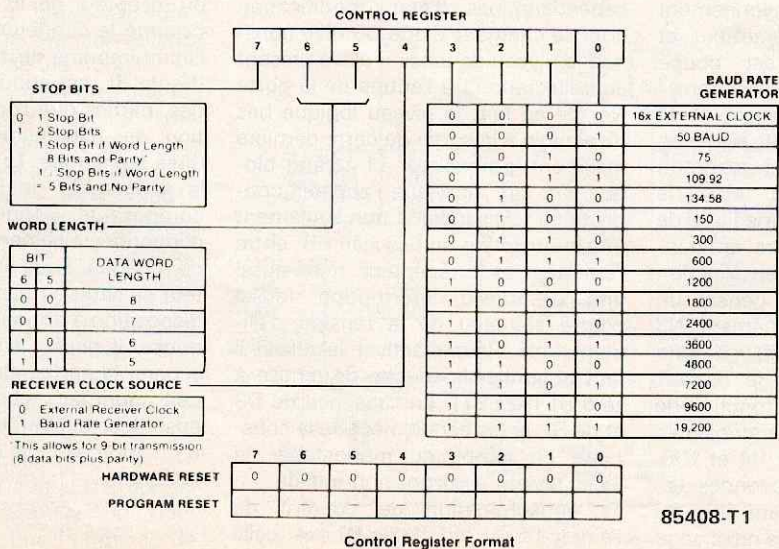 CONTROL REGISTER
7 6 5 4 3 2 1 0
STOP BITS
0 1 Stop Bit
1 2 Stop Bits
1 Stop Bit if Word Length
8 Bits and Parity*
Stop Bits if Word Length
= 5 Bits and No Parity
WORD LENGTH
BIT DATA WORD
6 5 LENGTH
0 0 8
0 1 7
1 0 6
1 1 5
RECEIVER CLOCK SOURCE
0 External Receiver Clock
1 Baud Rate Generator
*This allows for 9-bit transmission
(8 data bits plus parity)
BAUD RATE
GENERATOR
0 0 0 0 16x EXTERNAL CLOCK
0 0 0 1 50 BAUD
0 0 1 0 75
0 0 1 1 109 92
0 1 0 0 134 58
0 1 0 1 150
0 1 1 0 300
0 1 1 1 600
1 0 0 0 1200
1 0 0 1 1800
1 0 1 0 2400
1 0 1 1 3600
1 1 0 0 4800
1 1 0 1 7200
1 1 1 0 9600
1 1 1 1 19,200
7 6 5 4 3 2 1 0
HARDWARE RESET 0 0 0 0 0 0 0 0
PROGRAM RESET
85408-T1
Control Register Format